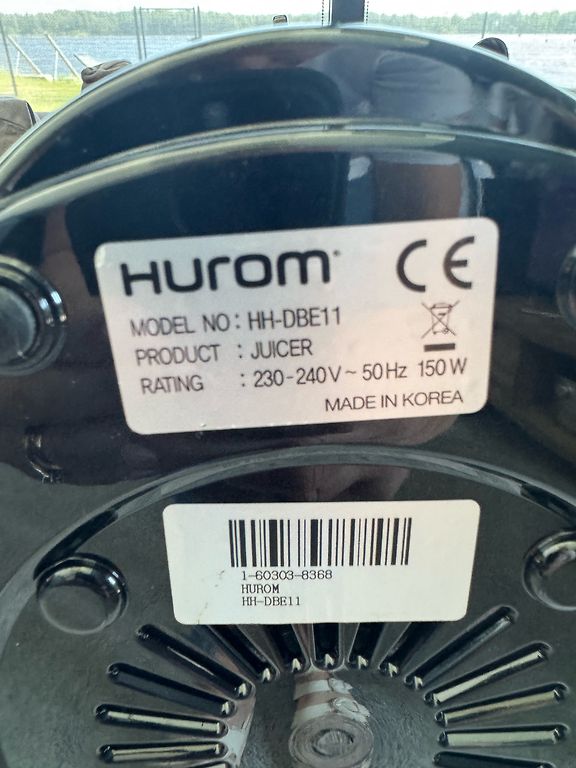 HUROM
CE
MODEL NO : HH-DBE11
PRODUCT : JUICER
RATING : 230-240V ~ 50Hz 150W
MADE IN KOREA
1-60303-8368
HUROM
HH-DBE11